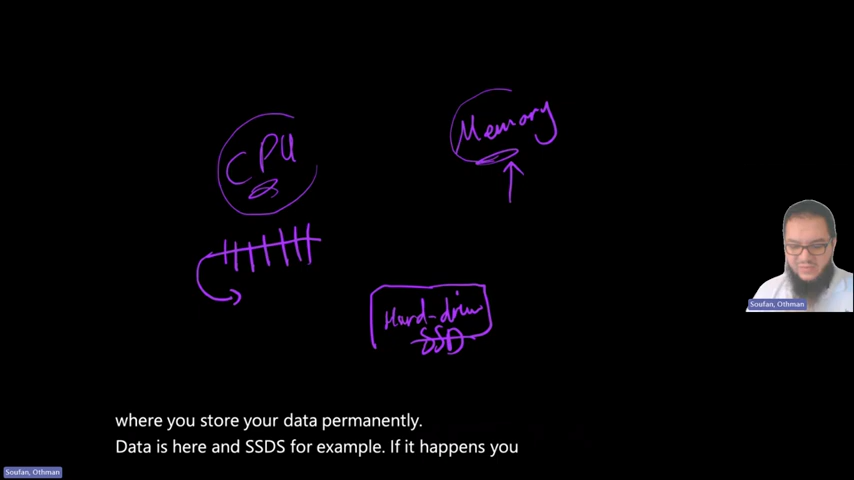 CPU
Memory
Hard-drive
SSD
Soufan, Othman
where you store your data permanently.
Data is here and SSDS for example. If it happens you
Soufan, Othman